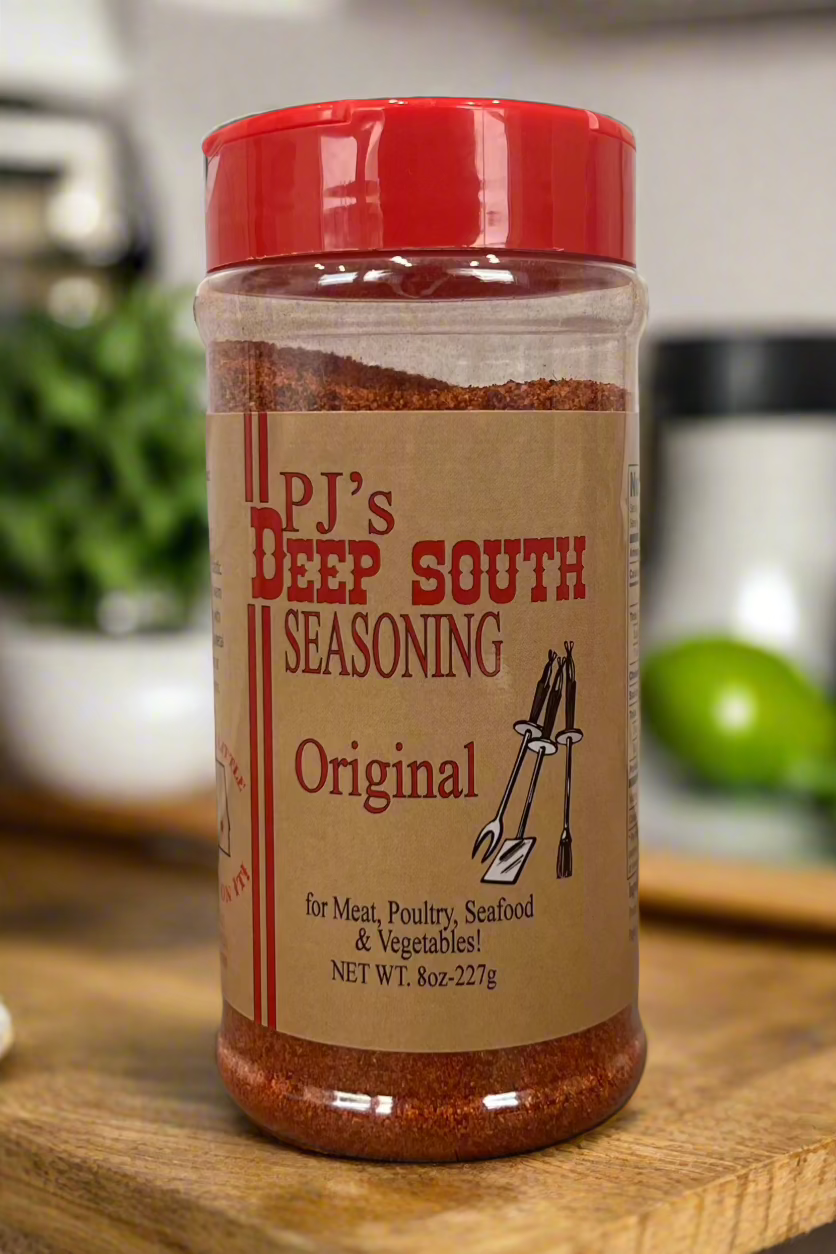 PJ's
DEEP SOUTH
SEASONING
Original
for Meat, Poultry, Seafood
& Vegetables!
NET WT. 8oz-227g